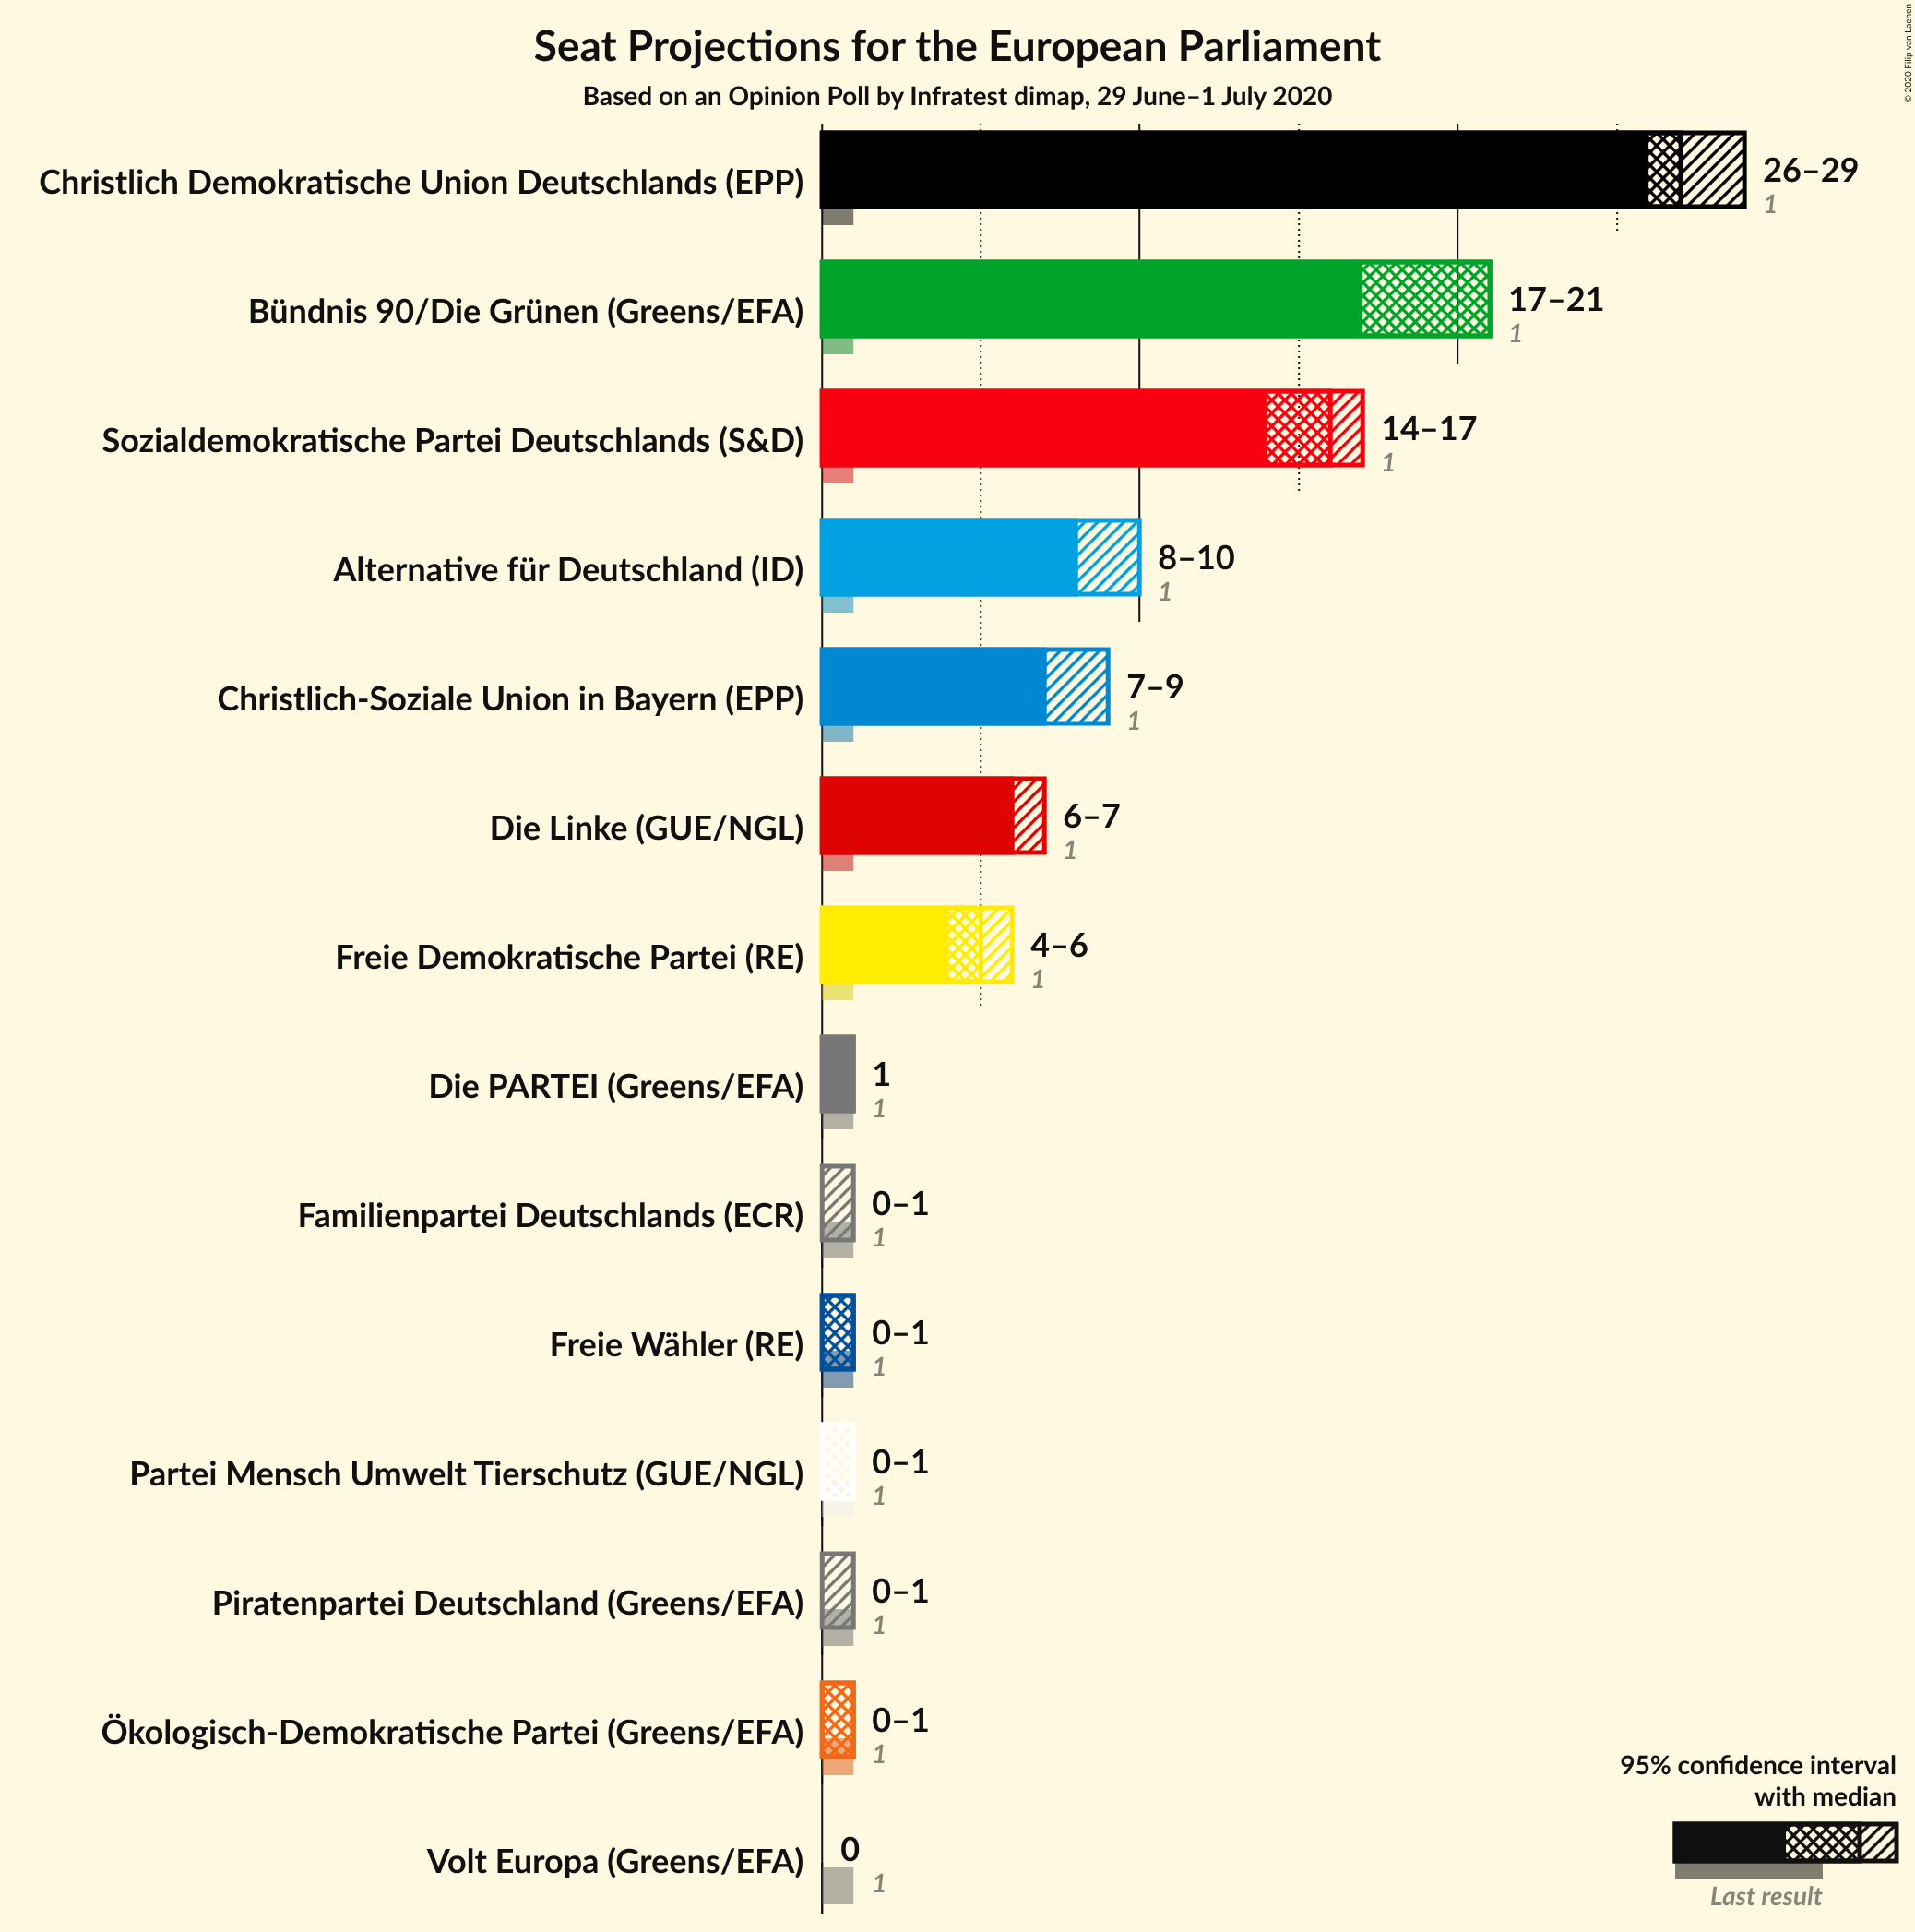 Seat Projections for the European Parliament
Based on an Opinion Poll by Infratest dimap, 29 June–1 July 2020
© 2020 Filip van Laenen
Christlich Demokratische Union Deutschlands (EPP)
26–29
1
Bündnis 90/Die Grünen (Greens/EFA)
17–21
1
Sozialdemokratische Partei Deutschlands (S&D)
14–17
1
Alternative für Deutschland (ID)
8–10
1
Christlich-Soziale Union in Bayern (EPP)
7–9
1
Die Linke (GUE/NGL)
6–7
1
Freie Demokratische Partei (RE)
4–6
1
Die PARTEI (Greens/EFA)
1
1
Familienpartei Deutschlands (ECR)
0–1
1
Freie Wähler (RE)
0–1
1
Partei Mensch Umwelt Tierschutz (GUE/NGL)
0–1
1
Piratenpartei Deutschland (Greens/EFA)
0–1
1
Ökologisch-Demokratische Partei (Greens/EFA)
0–1
1
Volt Europa (Greens/EFA)
0
1
95% confidence interval
with median
Last result